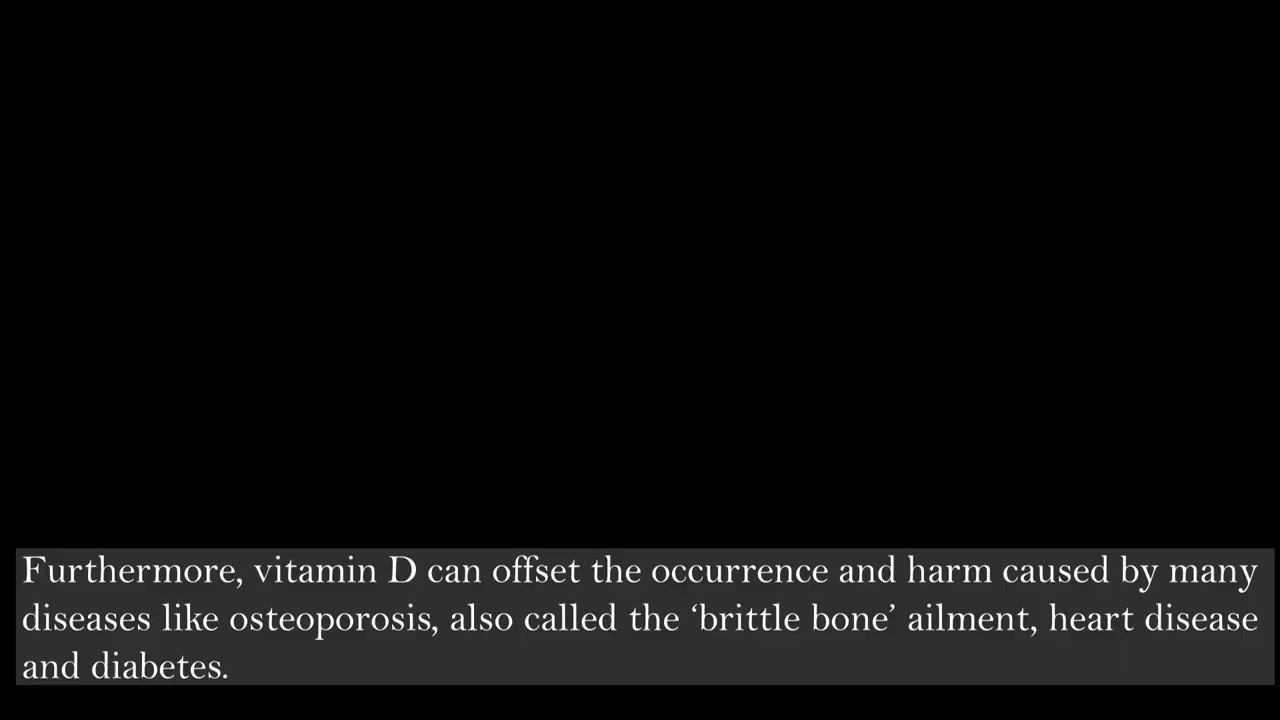 Furthermore, vitamin D can offset the occurrence and harm caused by many
diseases like osteoporosis, also called the ‘brittle bone’ ailment, heart disease
and diabetes.